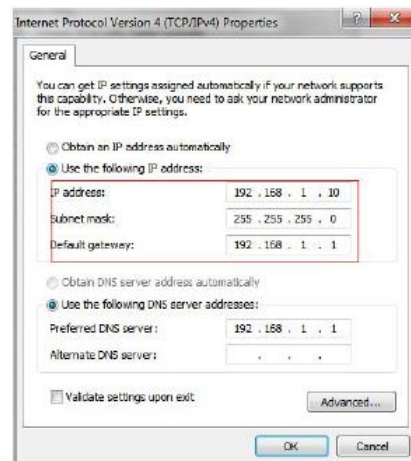 Internet Protocol Version 4 (TCP/IPv4) Properties
General
You can get IP settings assigned automatically if your network supports
this capability. Otherwise, you need to ask your network administrator
for the appropriate IP settings.
Obtain an IP address automatically
Use the following IP address:
IP address: 192 . 168 . 1 . 10
Subnet mask: 255 . 255 . 255 . 0
Default gateway: 192 . 168 . 1 . 1
Obtain DNS server address automatically
Use the following DNS server addresses:
Preferred DNS server: 192 . 168 . 1 . 1
Alternate DNS server: . . .
Validate settings upon exit
Advanced...
OK Cancel